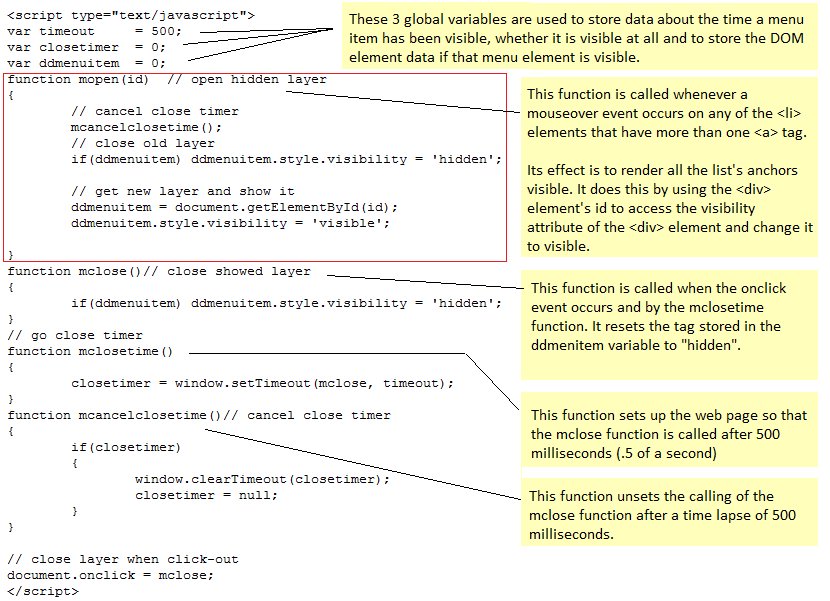 <script type="text/javascript">
var timeout     = 500;
var closetimer  = 0;
var ddmenuitem  = 0;
These 3 global variables are used to store data about the time a menu
item has been visible, whether it is visible at all and to store the DOM
element data if that menu element is visible.
function mopen(id)  // open hidden layer
{
        // cancel close timer
        mcancelclosetime();
        // close old layer
        if(ddmenuitem) ddmenuitem.style.visibility = 'hidden';
        // get new layer and show it
        ddmenuitem = document.getElementById(id);
        ddmenuitem.style.visibility = 'visible';
}
This function is called whenever a
mouseover event occurs on any of the <li>
elements that have more than one <a> tag.
Its effect is to render all the list's anchors
visible. It does this by using the <div>
element's id to access the visibility
attribute of the <div> element and change it
to visible.
function mclose()// close showed layer
{
        if(ddmenuitem) ddmenuitem.style.visibility = 'hidden';
}
This function is called when the onclick
event occurs and by the mclosetime
function. It resets the tag stored in the
ddmenitem variable to "hidden".
// go close timer
function mclosetime()
{
        closetimer = window.setTimeout(mclose, timeout);
}
This function sets up the web page so that
the mclose function is called after 500
milliseconds (.5 of a second)
function mcancelclosetime()// cancel close timer
{
        if(closetimer)
        {
                window.clearTimeout(closetimer);
                closetimer = null;
        }
}
This function unsets the calling of the
mclose function after a time lapse of 500
milliseconds.
// close layer when click-out
document.onclick = mclose;
</script>